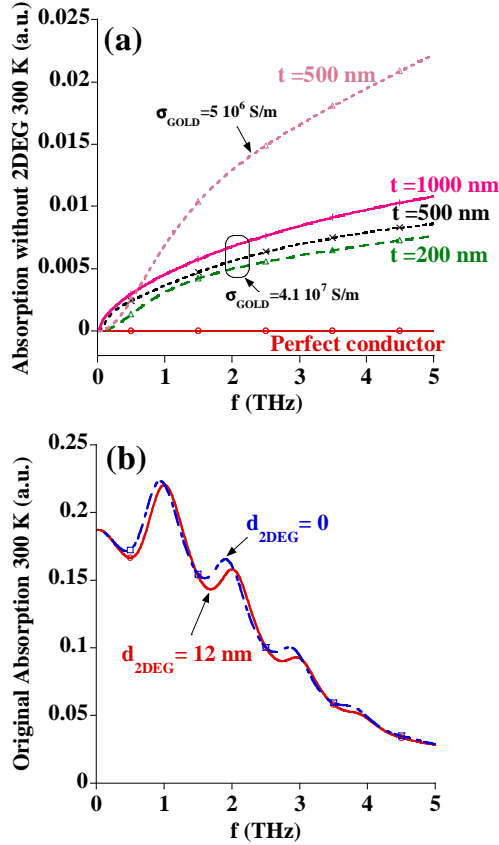 (a)
Absorption without 2DEG 300 K (a.u.)
0.025
0.02
0.015
0.01
0.005
0
t =500 nm
σGOLD=5 10⁶ S/m
t =1000 nm
t =500 nm
t =200 nm
σGOLD=4.1 10⁷ S/m
Perfect conductor
0 1 2 3 4 5
f (THz)
(b)
Original Absorption 300 K (a.u.)
0.25
0.2
0.15
0.1
0.05
0
d2DEG= 0
d2DEG= 12 nm
0 1 2 3 4 5
f (THz)